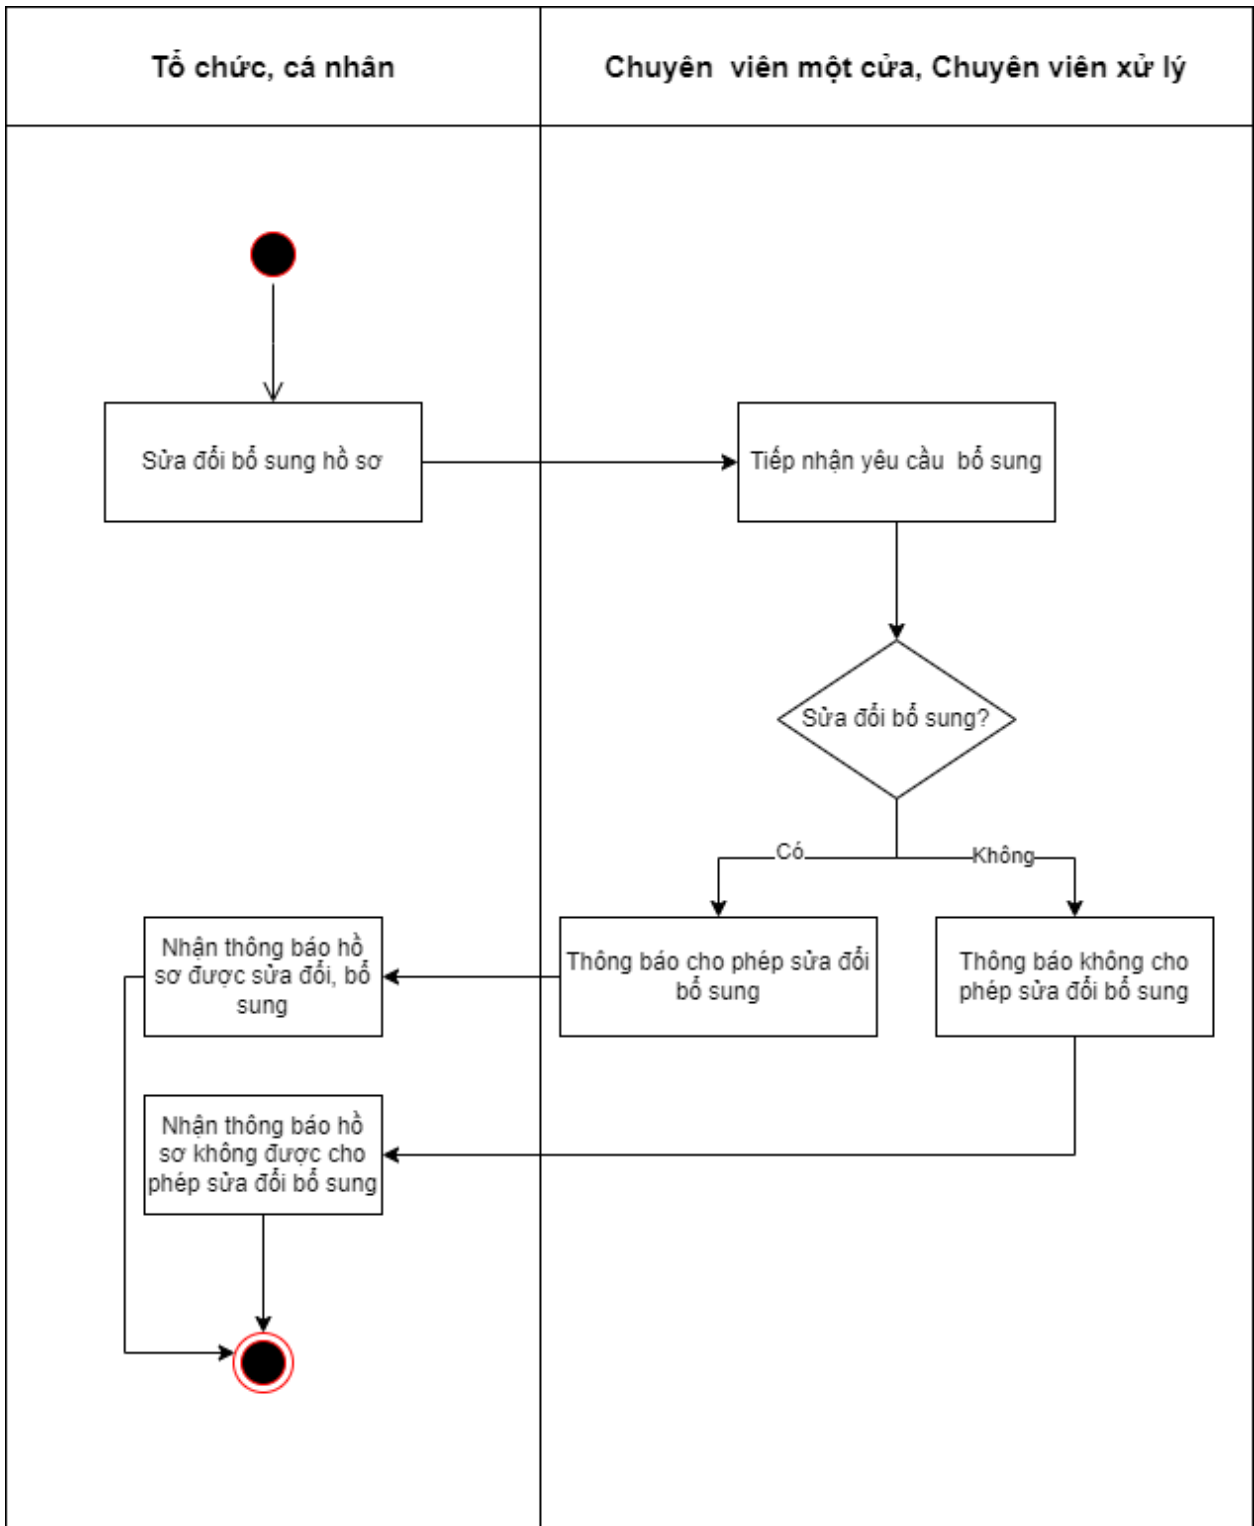 Tổ chức, cá nhân
Chuyên  viên một cửa, Chuyên viên xử lý
Sửa đổi bổ sung hồ sơ
Tiếp nhận yêu cầu  bổ sung
Sửa đổi bổ sung?
Có
Không
Nhận thông báo hồ
sơ được sửa đổi, bổ
sung
Thông báo cho phép sửa đổi
bổ sung
Thông báo không cho
phép sửa đổi bổ sung
Nhận thông báo hồ
sơ không được cho
phép sửa đổi bổ sung